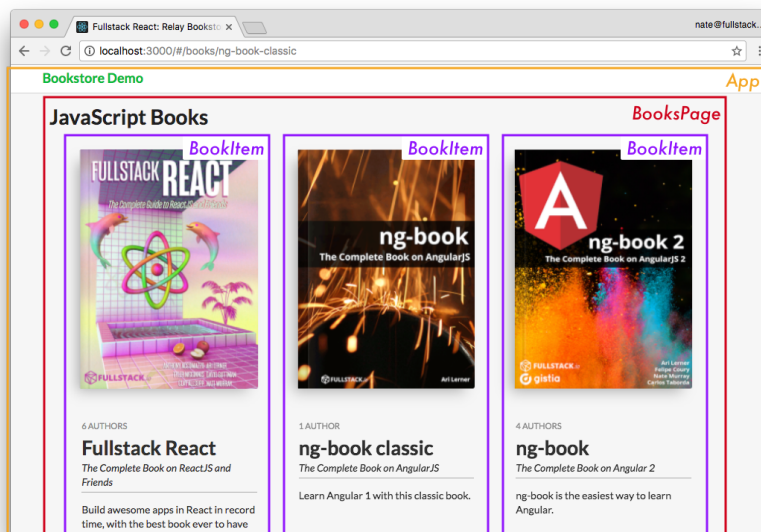 Fullstack React: Relay Booksto
nate@fullstack..
localhost:3000/#/books/ng-book-classic
Bookstore Demo
App
JavaScript Books
BooksPage
BookItem
BookItem
BookItem
FULLSTACK
REACT
The Complete Guide to ReactJS and Friends
FULLSTACK.io
6 AUTHORS
Fullstack React
The Complete Book on ReactJS and
Friends
Build awesome apps in React in record
time, with the best book ever to have
ng-book
The Complete Book on AngularJS
FULLSTACK.io
Ari Lerner
1 AUTHOR
ng-book classic
The Complete Book on AngularJS
Learn Angular 1 with this classic book.
A
ng-book 2
The Complete Book on AngularJS 2
FULLSTACK.io
gistia
Ari Lerner
Felipe Coury
Nate Murray
Carlos Taborda
4 AUTHORS
ng-book
The Complete Book on Angular 2
ng-book is the easiest way to learn
Angular.